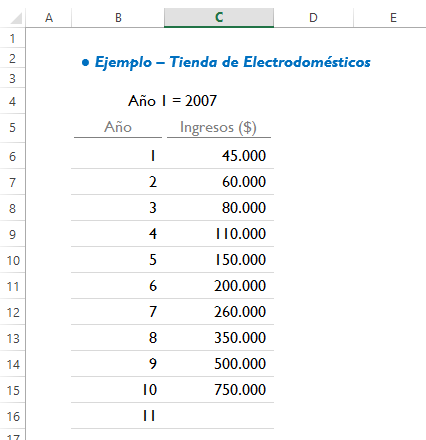 A B C D E
1
2 • Ejemplo – Tienda de Electrodomésticos
3
4 Año 1 = 2007
5 Año Ingresos ($)
6 1 45.000
7 2 60.000
8 3 80.000
9 4 110.000
10 5 150.000
11 6 200.000
12 7 260.000
13 8 350.000
14 9 500.000
15 10 750.000
16 11
17